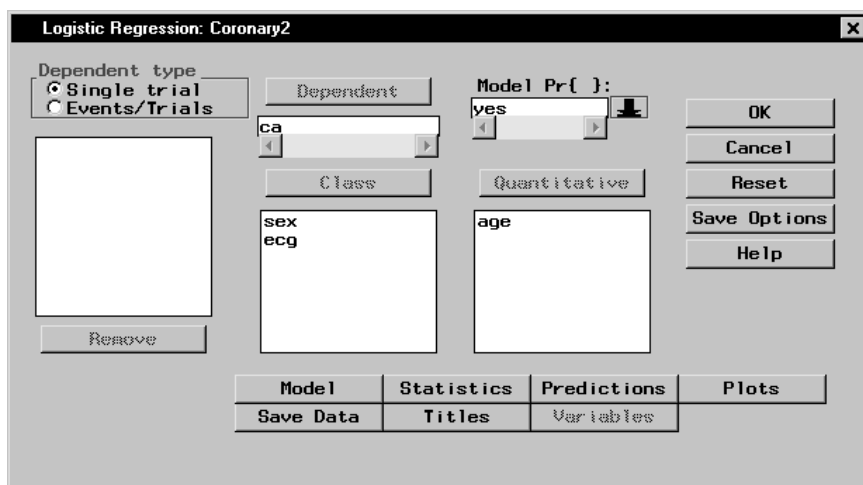 Logistic Regression: Coronary2
Dependent type
Single trial
Events/Trials
Dependent
ca
Model Pr{ }:
yes
Class
sex
ecg
Quantitative
age
Remove
OK
Cancel
Reset
Save Options
Help
Model
Statistics
Predictions
Plots
Save Data
Titles
Variables